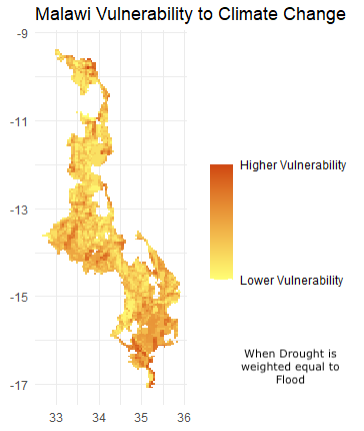 Malawi Vulnerability to Climate Change
-9
-11
-13
-15
-17
33
34
35
36
Higher Vulnerability
Lower Vulnerability
When Drought is
weighted equal to
Flood